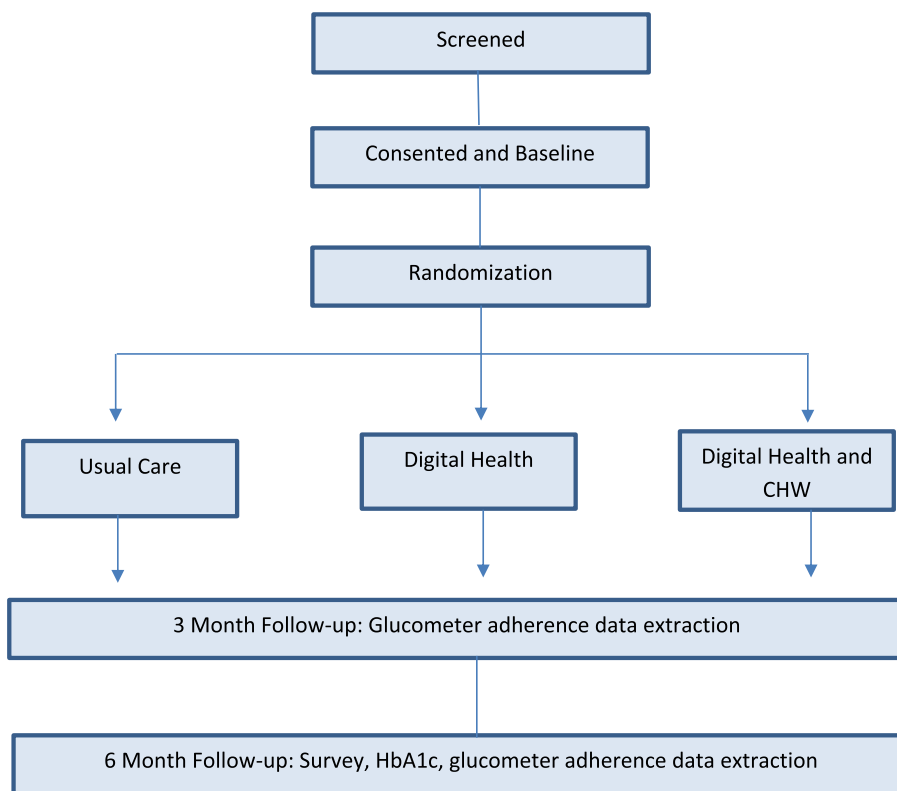 Screened
Consented and Baseline
Randomization
Usual Care
Digital Health
Digital Health and
CHW
3 Month Follow-up: Glucometer adherence data extraction
6 Month Follow-up: Survey, HbA1c, glucometer adherence data extraction